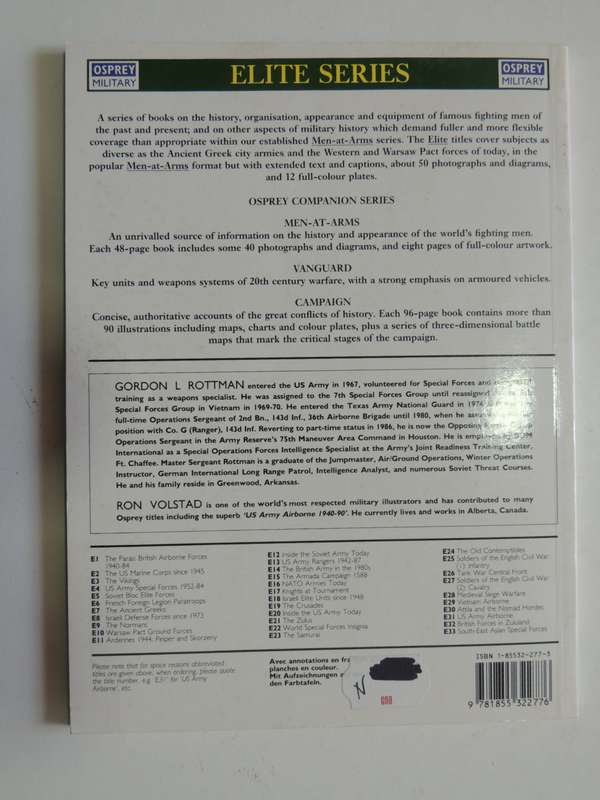 OSPREY
MILITARY
ELITE SERIES
OSPREY
MILITARY
A series of books on the history, organisation, appearance and equipment of famous fighting men of
the past and present; and on other aspects of military history which demand fuller and more flexible
coverage than appropriate within our established Men-at-Arms series. The Elite titles cover subjects as
diverse as the Ancient Greek city armies and the Western and Warsaw Pact forces of today, in the
popular Men-at-Arms format but with extended text and captions, about 50 photographs and diagrams,
and 12 full-colour plates.
OSPREY COMPANION SERIES
MEN-AT-ARMS
An unrivalled source of information on the history and appearance of the world's fighting men.
Each 48-page book includes some 40 photographs and diagrams, and eight pages of full-colour artwork.
VANGUARD
Key units and weapons systems of 20th century warfare, with a strong emphasis on armoured vehicles.
CAMPAIGN
Concise, authoritative accounts of the great conflicts of history. Each 96-page book contains more than
90 illustrations including maps, charts and colour plates, plus a series of three-dimensional battle
maps that mark the critical stages of the campaign.
GORDON L ROTTMAN entered the US Army in 1967, volunteered for Special Forces and
training as a weapons specialist. He was assigned to the 7th Special Forces Group until reassigned
Special Forces Group in Vietnam in 1969-70. He entered the Texas Army National Guard in 1974
full-time Operations Sergeant of 2nd Bn., 143d Inf., 36th Airborne Brigade until 1980, when he
position with Co. G (Ranger), 143d Inf. Reverting to part-time status in 1986, he is now the Opposing
Operations Sergeant in the Army Reserve's 75th Maneuver Area Command in Houston. He is
International as a Special Operations Forces Intelligence Specialist at the Army's Joint Readiness Training Center,
Ft. Chaffee. Master Sergeant Rottman is a graduate of the Jumpmaster, Air/Ground Operations, Winter Operations
Instructor, German International Long Range Patrol, Intelligence Analyst, and numerous Soviet Threat Courses.
He and his family reside in Greenwood, Arkansas.
RON VOLSTAD is one of the world's most respected military illustrators and has contributed to many
Osprey titles including the superb 'US Army Airborne 1940-90'. He currently lives and works in Alberta, Canada.
E1 The Paras: British Airborne Forces
1940-84
E2 The US Marine Corps since 1945
E3 The Vikings
E4 US Army Special Forces 1952-84
E5 Soviet Bloc Elite Forces
E6 French Foreign Legion Paratroops
E7 The Ancient Greeks
E8 Israeli Defense Forces since 1973
E9 The Normans
E10 Warsaw Pact Ground Forces
E11 Ardennes 1944: Peiper and Skorzeny
E12 Inside the Soviet Army Today
E13 US Army Rangers 1942-87
E14 The British Army in the 1980s
E15 The Armada Campaign 1588
E16 NATO Armies Today
E17 Knights at Tournament
E18 Israeli Elite Units since 1948
E19 The Crusades
E20 Inside the US Army Today
E21 The Zulus
E22 World Special Forces Insignia
E23 The Samurai
E24 The Old Contemptibles
E25 Soldiers of the English Civil War
(1): Infantry
E26 Tank War Central Front
E27 Soldiers of the English Civil War
(2): Cavalry
E28 Medieval Siege Warfare
E29 Vietnam Airborne
E30 Attila and the Nomad Hordes
E31 US Army Airborne
E32 British Forces in Zululand
E33 South-East Asian Special Forces
Please note that for space reasons abbreviated
titles are given above; when ordering, please quote
the title number, e.g. 'E31' for 'US Army
Airborne', etc.
Avec annotations en
planches en couleur.
Mit Aufzeichnungen
den Farbtafeln.
N
ISBN 1-85532-277-3
9 781855 322776